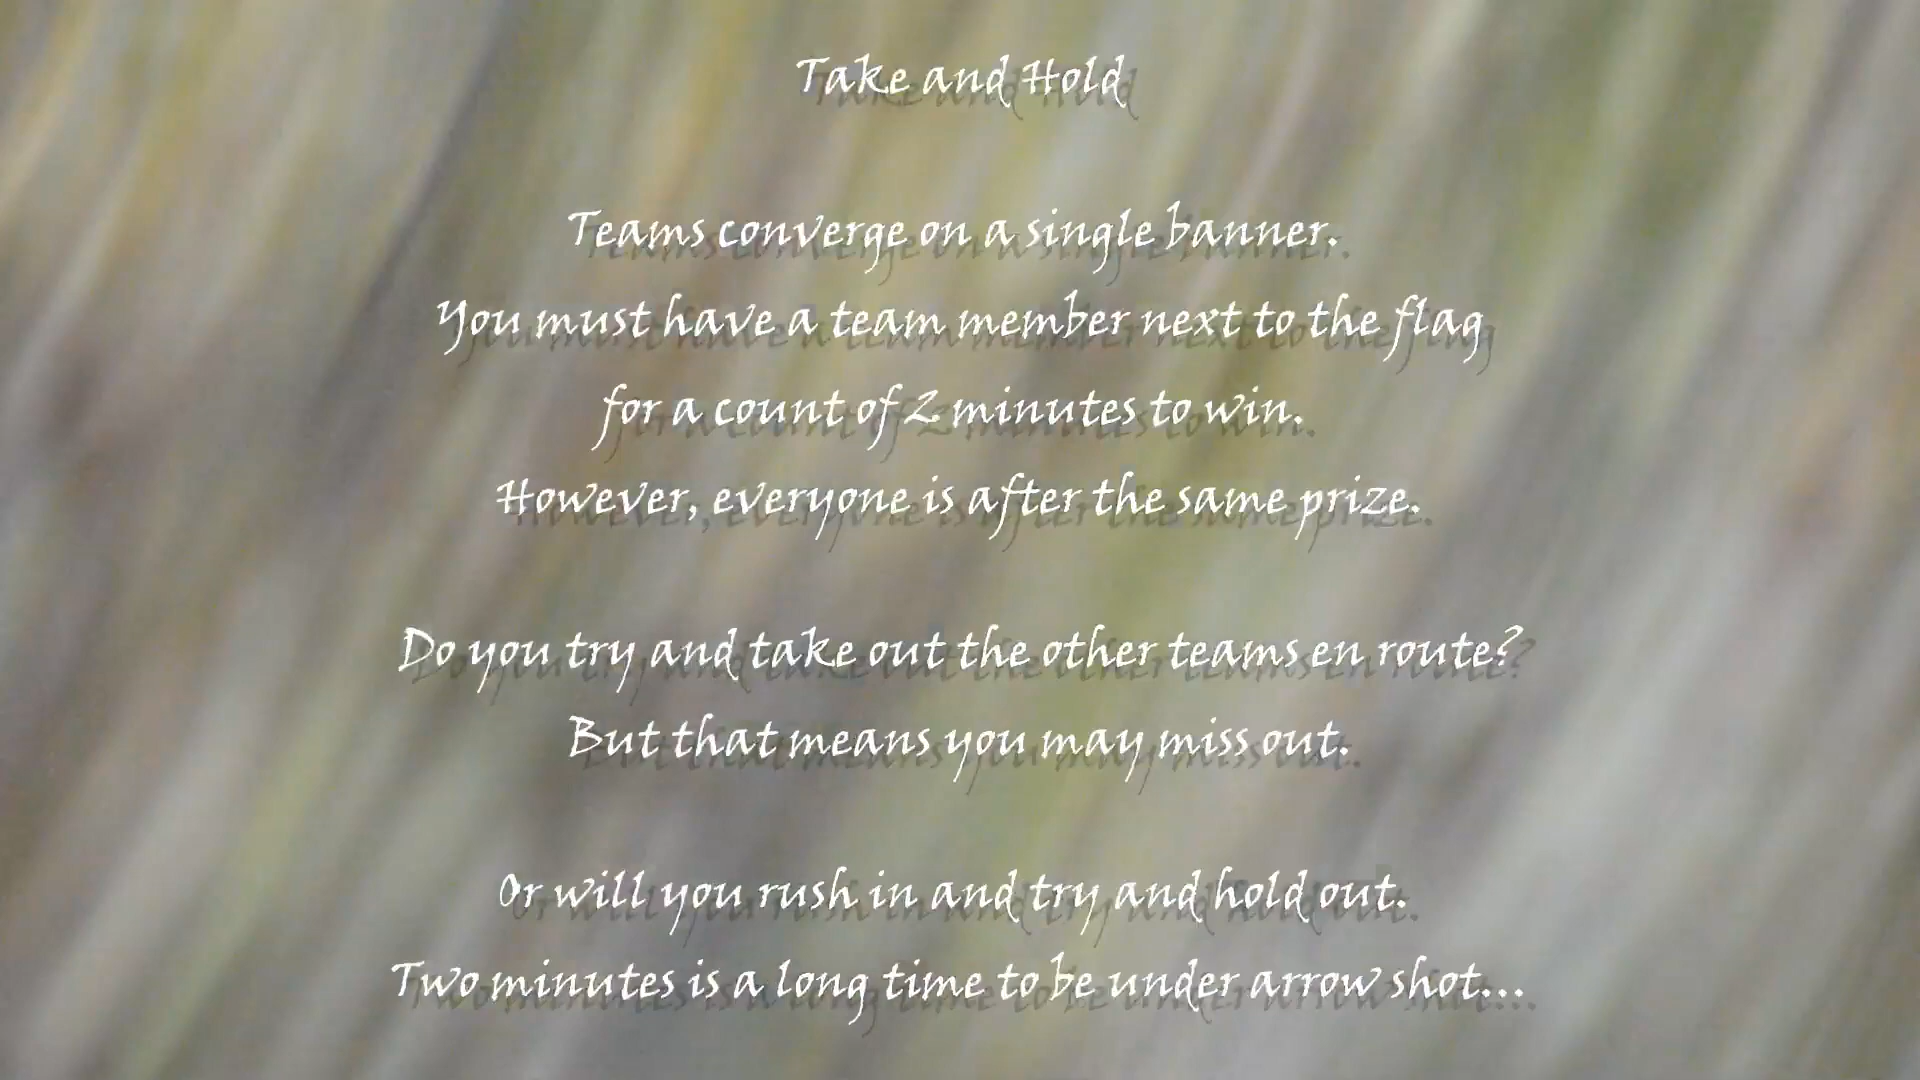 Take and Hold
Teams converge on a single banner.
You must have a team member next to the flag
for a count of 2 minutes to win.
However, everyone is after the same prize.
Do you try and take out the other teams en route?
But that means you may miss out.
Or will you rush in and try and hold out.
Two minutes is a long time to be under arrow shot...